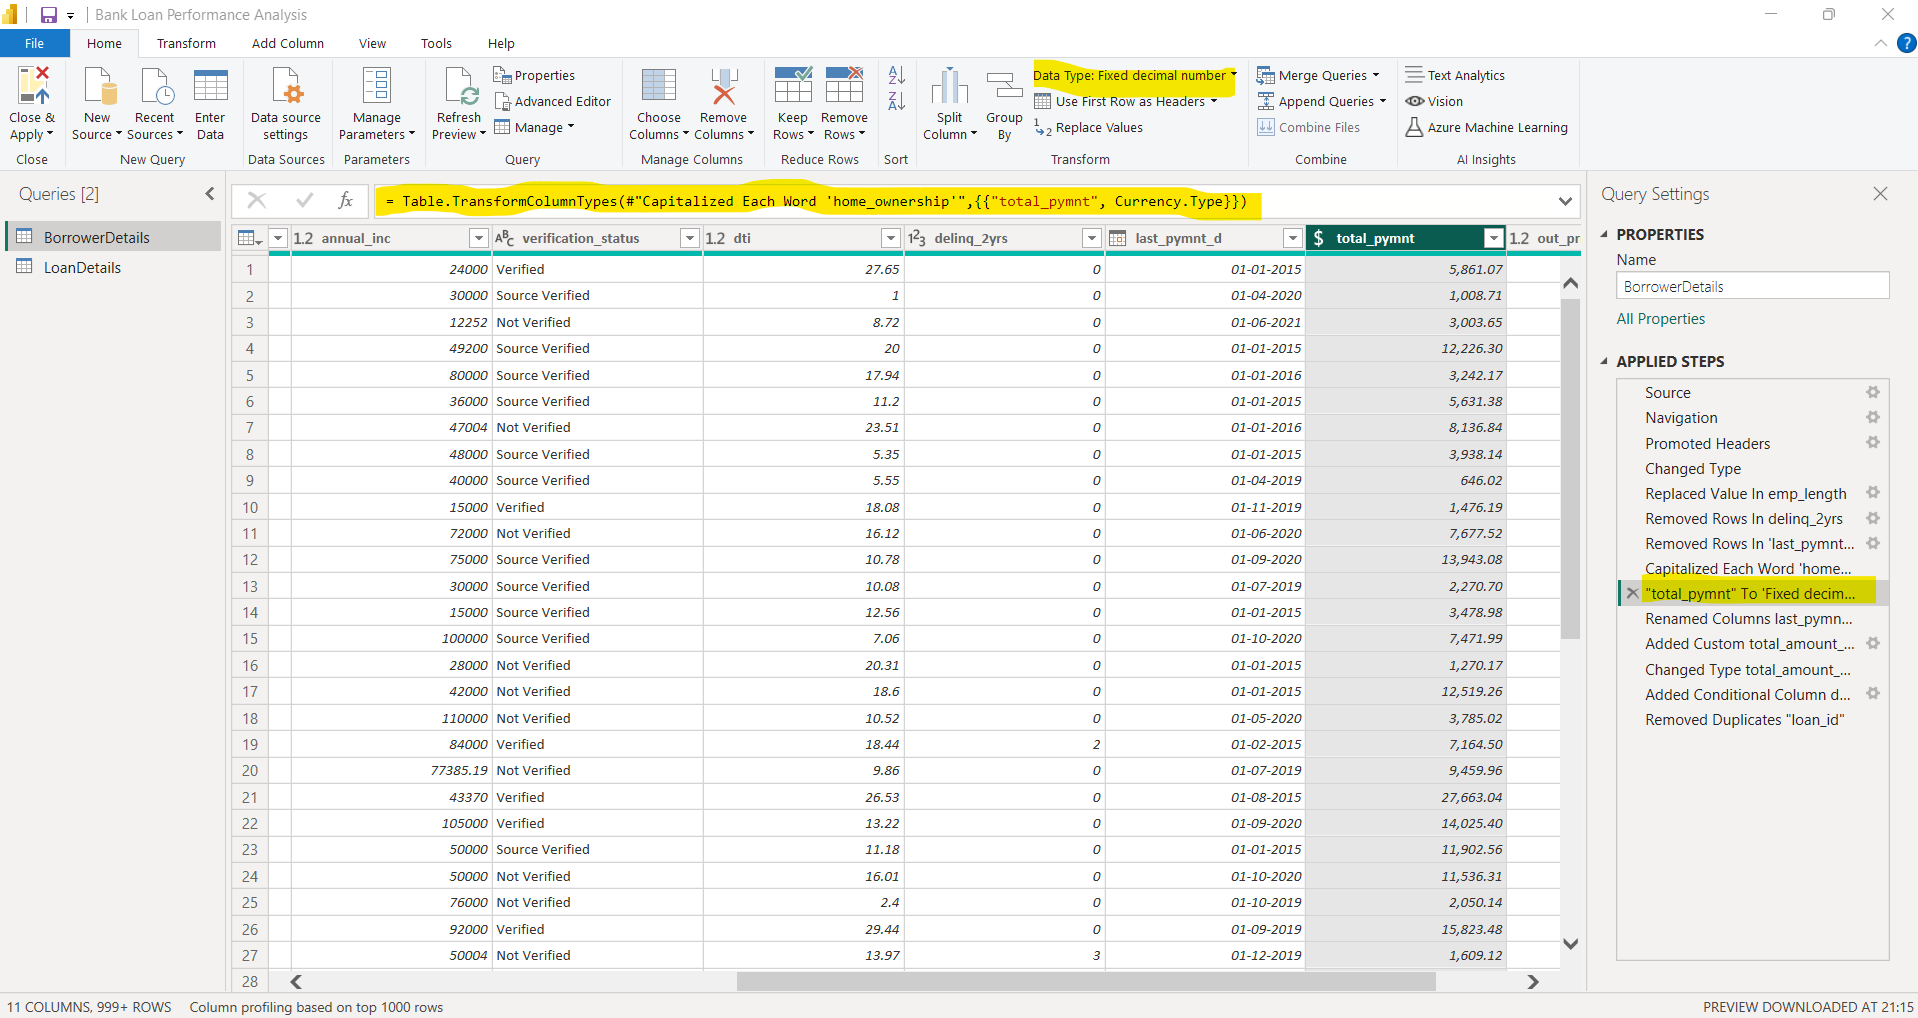 Bank Loan Performance Analysis
File Home Transform Add Column View Tools Help
Close & Apply
Close
New Source
Recent Sources
Enter Data
New Query
Data source settings
Data Sources
Manage Parameters
Parameters
Refresh Preview
Properties
Advanced Editor
Manage
Query
Choose Columns
Remove Columns
Manage Columns
Keep Rows
Remove Rows
Reduce Rows
Sort
Split Column
Group By
Data Type: Fixed decimal number
Use First Row as Headers
Replace Values
Transform
Merge Queries
Append Queries
Combine Files
Combine
Text Analytics
Vision
Azure Machine Learning
AI Insights
Queries [2]
BorrowerDetails
LoanDetails
fx
= Table.TransformColumnTypes(#"Capitalized Each Word 'home_ownership'",{{"total_pymnt", Currency.Type}})
1.2 annual_inc ABC verification_status 1.2 dti 123 delinq_2yrs last_pymnt_d $ total_pymnt 1.2 out_pr
1 24000 Verified 27.65 0 01-01-2015 5,861.07
2 30000 Source Verified 1 0 01-04-2020 1,008.71
3 12252 Not Verified 8.72 0 01-06-2021 3,003.65
4 49200 Source Verified 20 0 01-01-2015 12,226.30
5 80000 Source Verified 17.94 0 01-01-2016 3,242.17
6 36000 Source Verified 11.2 0 01-01-2015 5,631.38
7 47004 Not Verified 23.51 0 01-01-2016 8,136.84
8 48000 Source Verified 5.35 0 01-01-2015 3,938.14
9 40000 Source Verified 5.55 0 01-04-2019 646.02
10 15000 Verified 18.08 0 01-11-2019 1,476.19
11 72000 Not Verified 16.12 0 01-06-2020 7,677.52
12 75000 Source Verified 10.78 0 01-09-2020 13,943.08
13 30000 Source Verified 10.08 0 01-07-2019 2,270.70
14 15000 Source Verified 12.56 0 01-01-2015 3,478.98
15 100000 Source Verified 7.06 0 01-10-2020 7,471.99
16 28000 Not Verified 20.31 0 01-01-2015 1,270.17
17 42000 Not Verified 18.6 0 01-01-2015 12,519.26
18 110000 Not Verified 10.52 0 01-05-2020 3,785.02
19 84000 Verified 18.44 2 01-02-2015 7,164.50
20 77385.19 Not Verified 9.86 0 01-07-2019 9,459.96
21 43370 Verified 26.53 0 01-08-2015 27,663.04
22 105000 Verified 13.22 0 01-09-2020 14,025.40
23 50000 Source Verified 11.18 0 01-01-2015 11,902.56
24 50000 Not Verified 16.01 0 01-10-2020 11,536.31
25 76000 Not Verified 2.4 0 01-10-2019 2,050.14
26 92000 Verified 29.44 0 01-09-2019 15,823.48
27 50004 Not Verified 13.97 3 01-12-2019 1,609.12
28
Query Settings
PROPERTIES
Name
BorrowerDetails
All Properties
APPLIED STEPS
Source
Navigation
Promoted Headers
Changed Type
Replaced Value In emp_length
Removed Rows In delinq_2yrs
Removed Rows In 'last_pymnt...
Capitalized Each Word 'home...
"total_pymnt" To 'Fixed decim...
Renamed Columns last_pymn...
Added Custom total_amount_...
Changed Type total_amount_...
Added Conditional Column d...
Removed Duplicates "loan_id"
11 COLUMNS, 999+ ROWS Column profiling based on top 1000 rows
PREVIEW DOWNLOADED AT 21:15